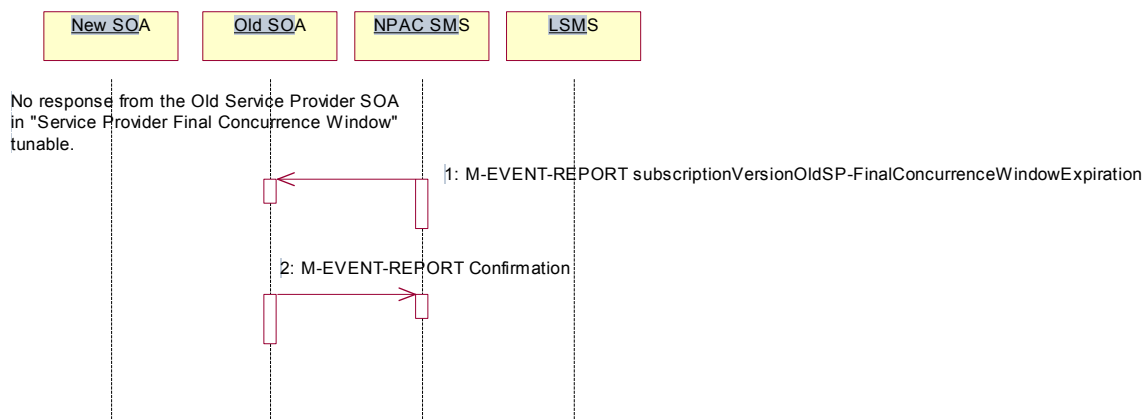 New SOA
Old SOA
NPAC SMS
LSMS
No response from the Old Service Provider SOA
in "Service Provider Final Concurrence Window"
tunable.
1: M-EVENT-REPORT subscriptionVersionOldSP-FinalConcurrenceWindowExpiration
2: M-EVENT-REPORT Confirmation